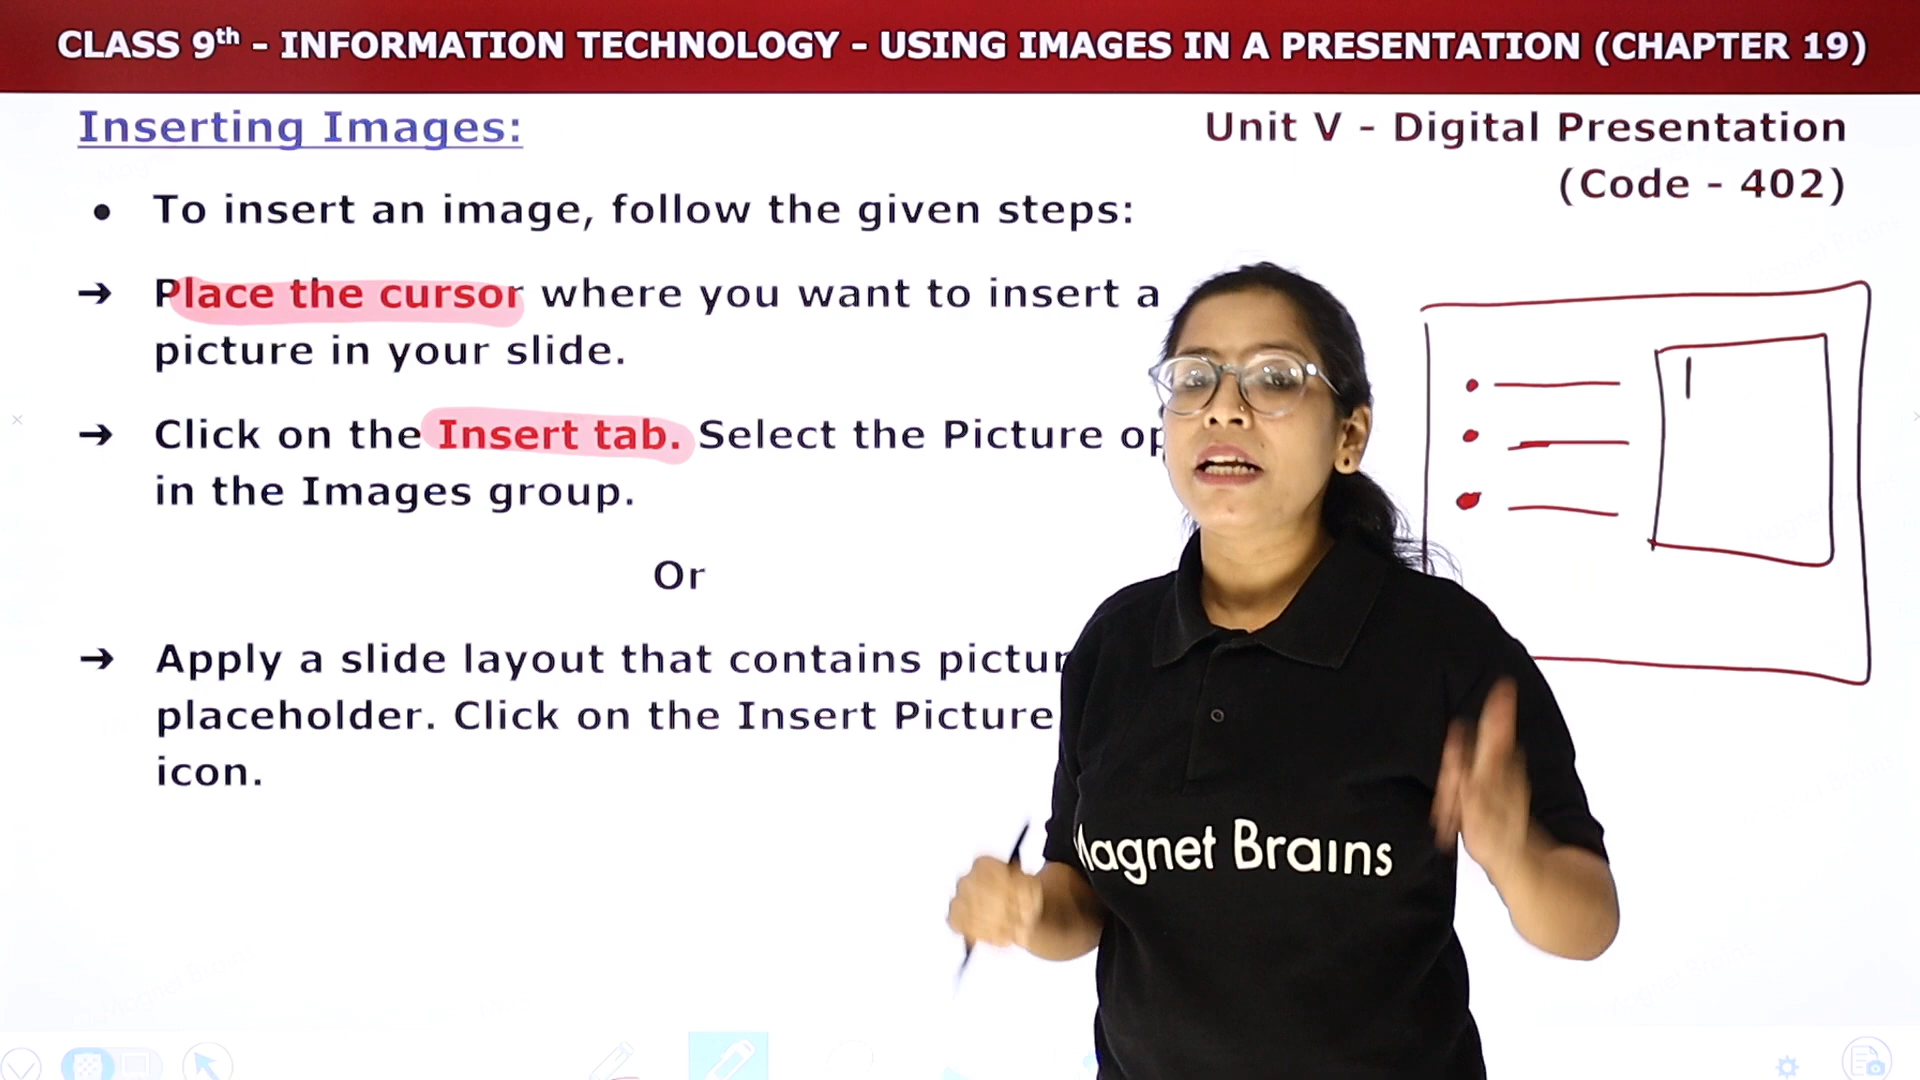 CLASS 9th - INFORMATION TECHNOLOGY - USING IMAGES IN A PRESENTATION (CHAPTER 19)
Inserting Images:
Unit V - Digital Presentation
(Code - 402)
• To insert an image, follow the given steps:
➔ Place the cursor where you want to insert a
picture in your slide.
➔ Click on the Insert tab. Select the Picture
in the Images group.
Or
➔ Apply a slide layout that contains
placeholder. Click on the Insert Picture
icon.
Magnet Brains